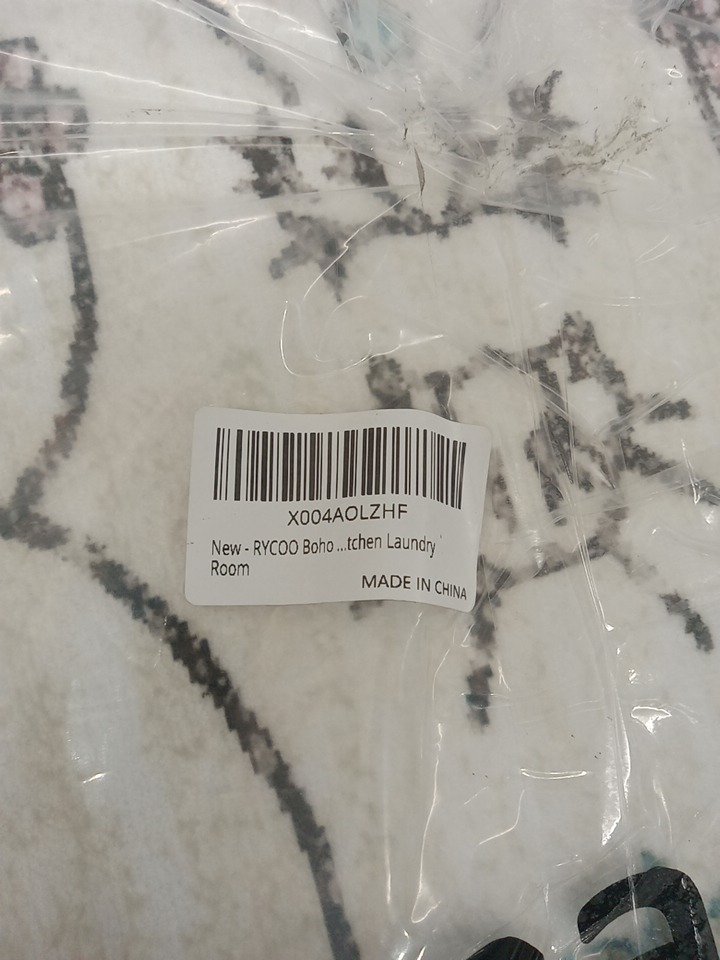 X004AOLZHF
New - RYCOO Boho ...tchen Laundry
Room
MADE IN CHINA